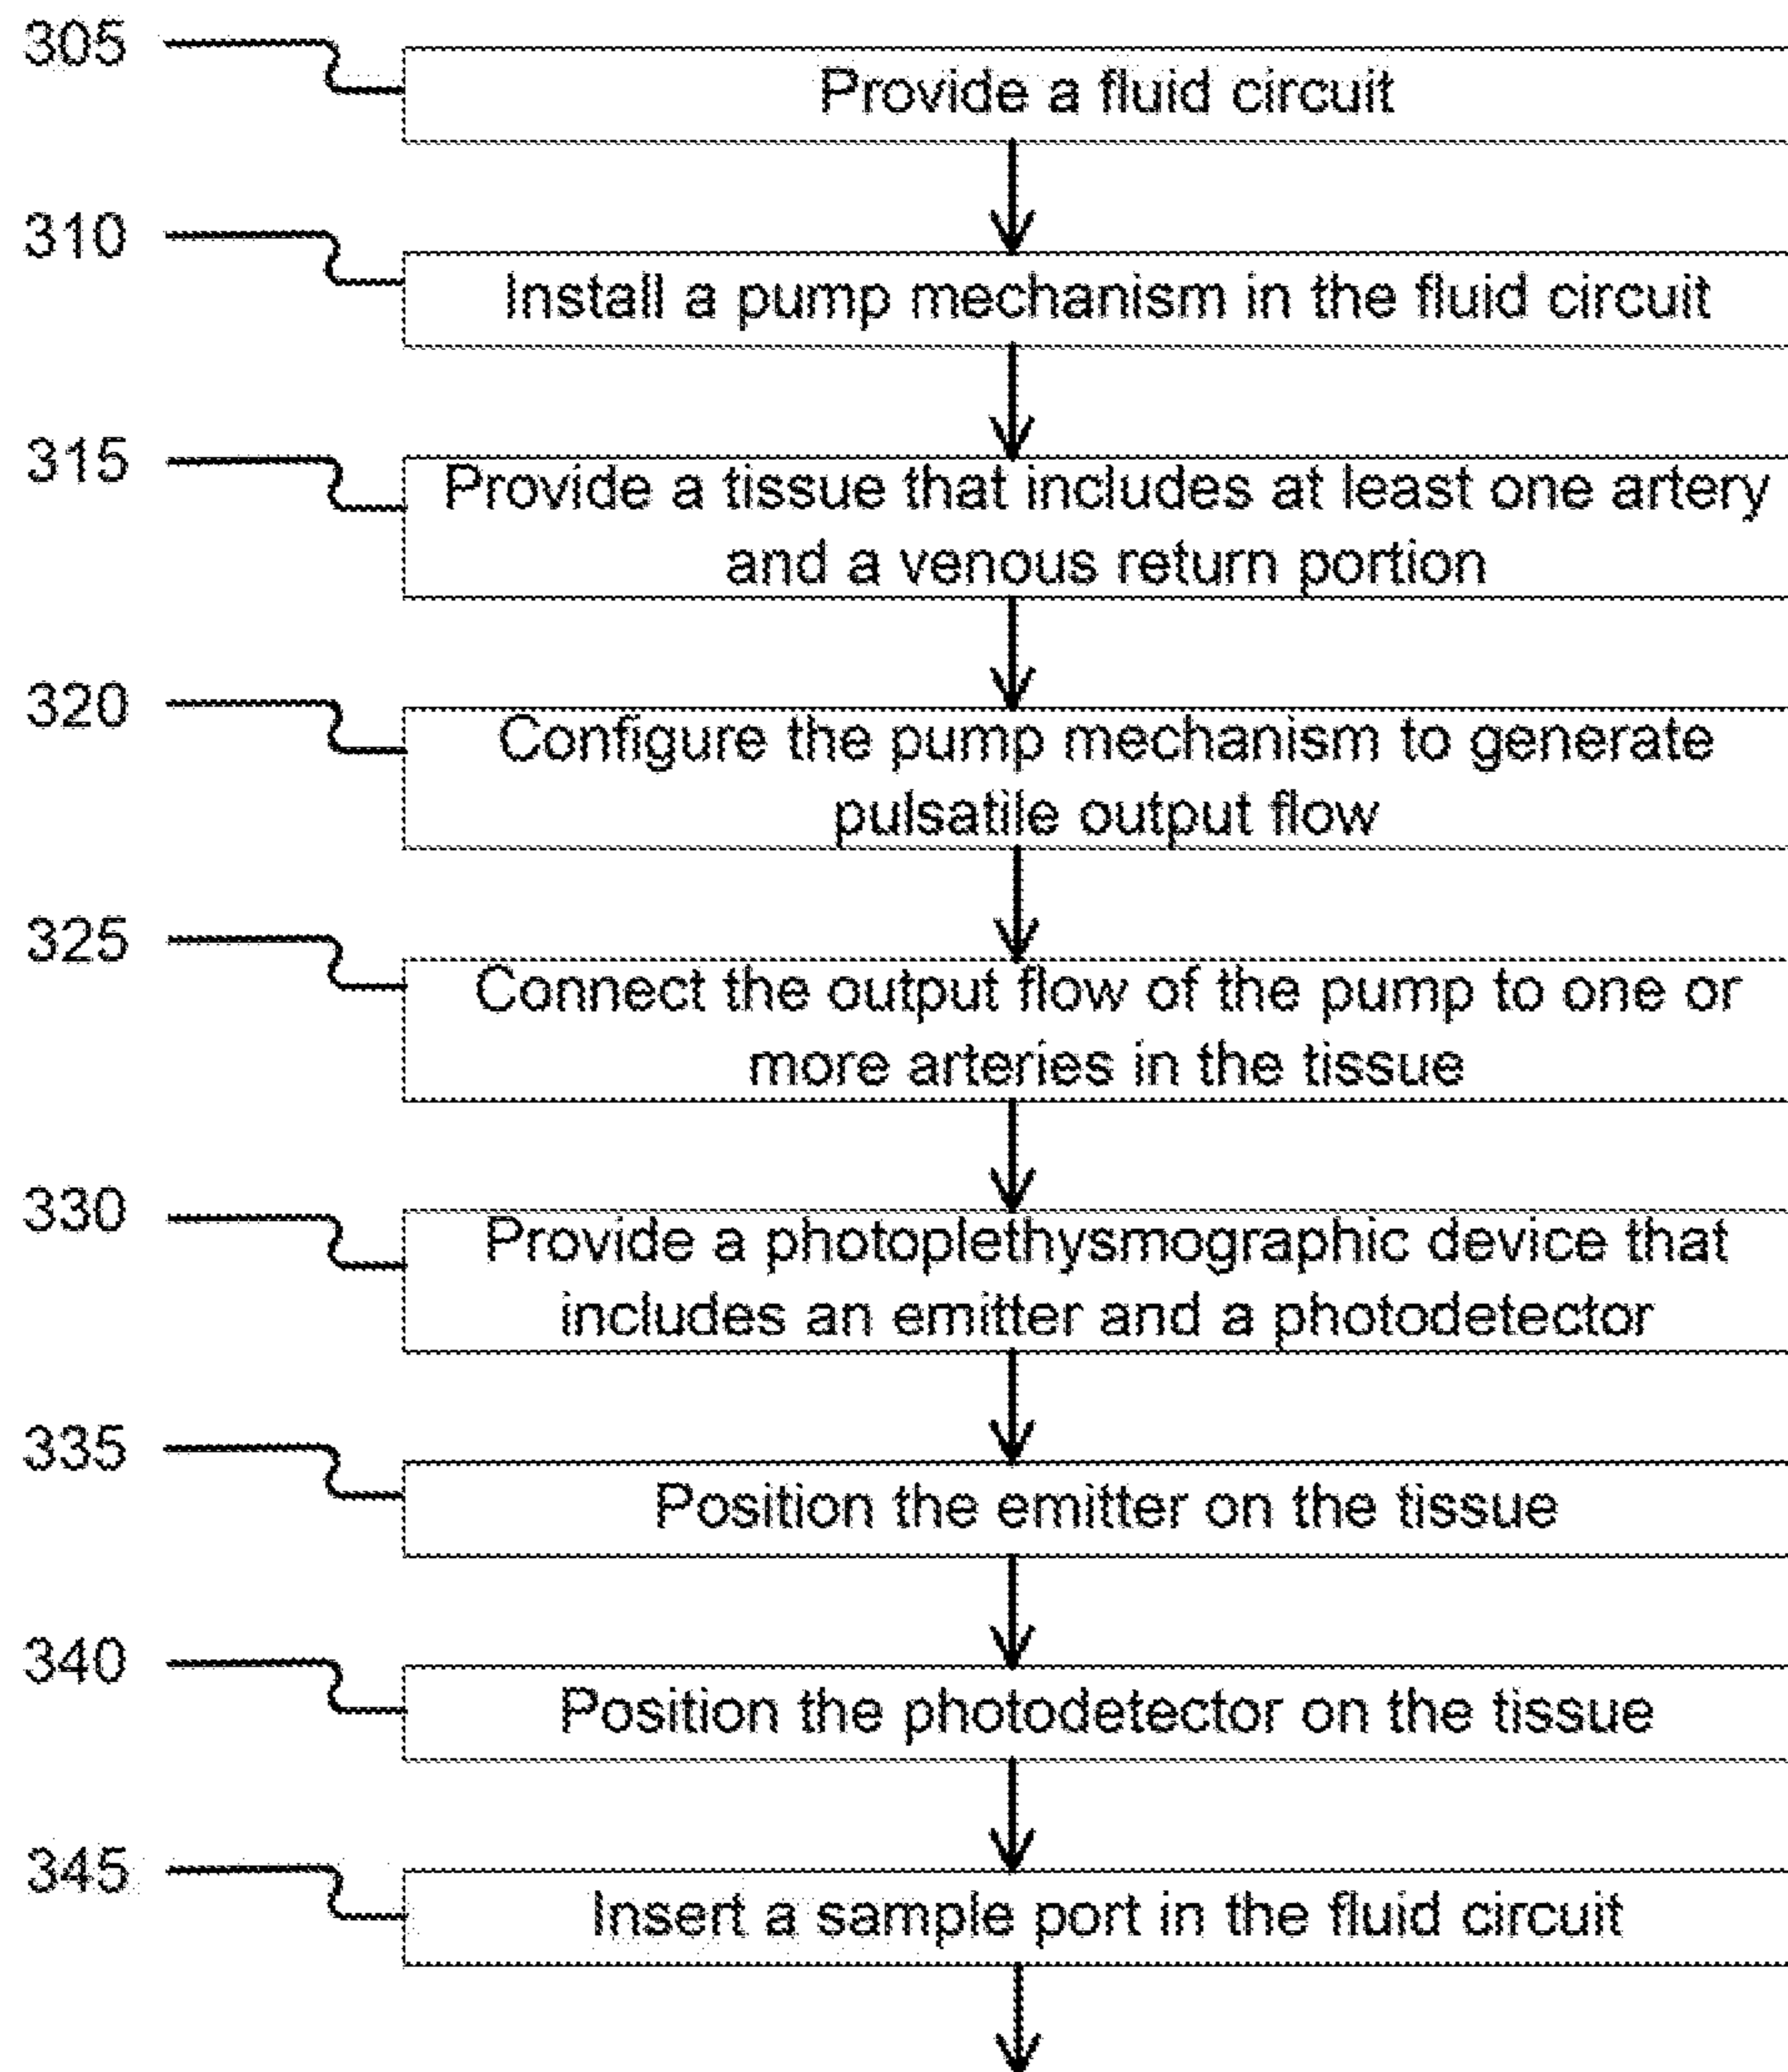 305
Provide a fluid circuit
310
Install a pump mechanism in the fluid circuit
315
Provide a tissue that includes at least one artery
and a venous return portion
320
Configure the pump mechanism to generate
pulsatile output flow
325
Connect the output flow of the pump to one or
more arteries in the tissue
330
Provide a photoplethysmographic device that
includes an emitter and a photodetector
335
Position the emitter on the tissue
340
Position the photodetector on the tissue
345
Insert a sample port in the fluid circuit